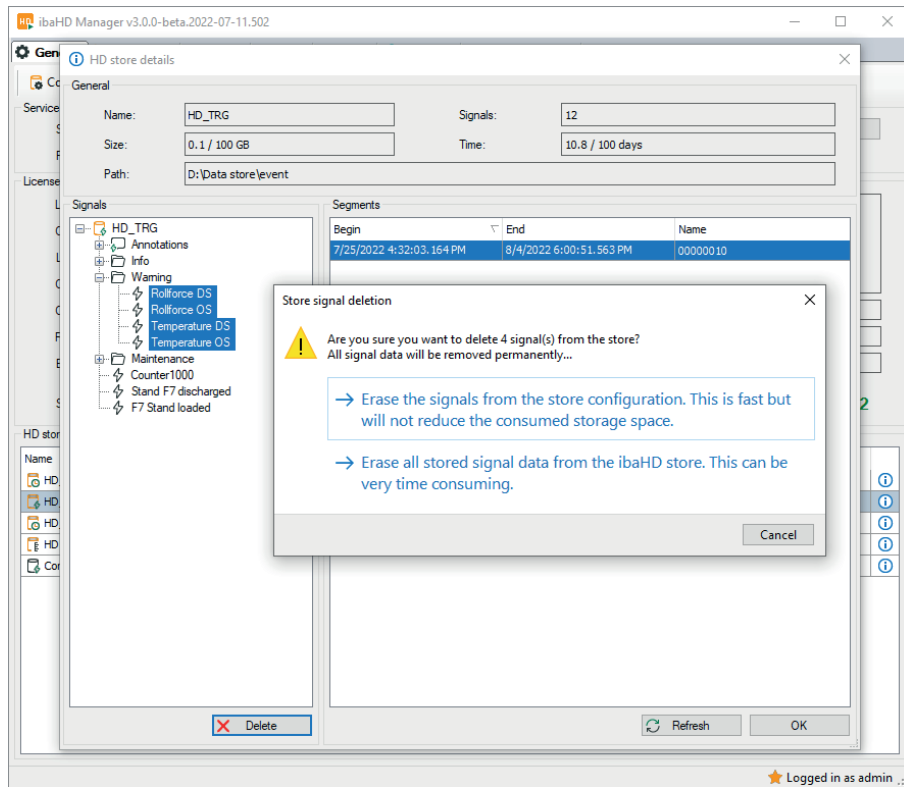 ibaHD Manager v3.0.0-beta.2022-07-11.502
Gen
HD store details
Co
General
Service
Name:
HD_TRG
Signals:
12
Size:
0.1 / 100 GB
Time:
10.8 / 100 days
Path:
D:\Data store\event
License
Signals
Segments
HD_TRG
Annotations
Info
Warning
Rollforce DS
Rollforce OS
Temperature DS
Temperature OS
Maintenance
Counter1000
Stand F7 discharged
F7 Stand loaded
Begin End Name
7/25/2022 4:32:03.164 PM 8/4/2022 6:00:51.563 PM 00000010
Store signal deletion
Are you sure you want to delete 4 signal(s) from the store?
All signal data will be removed permanently...
Erase the signals from the store configuration. This is fast but
will not reduce the consumed storage space.
Erase all stored signal data from the ibaHD store. This can be
very time consuming.
Cancel
2
HD stor
Name
HD_
HD_
HD_
HD
Cor
Delete
Refresh
OK
Logged in as admin